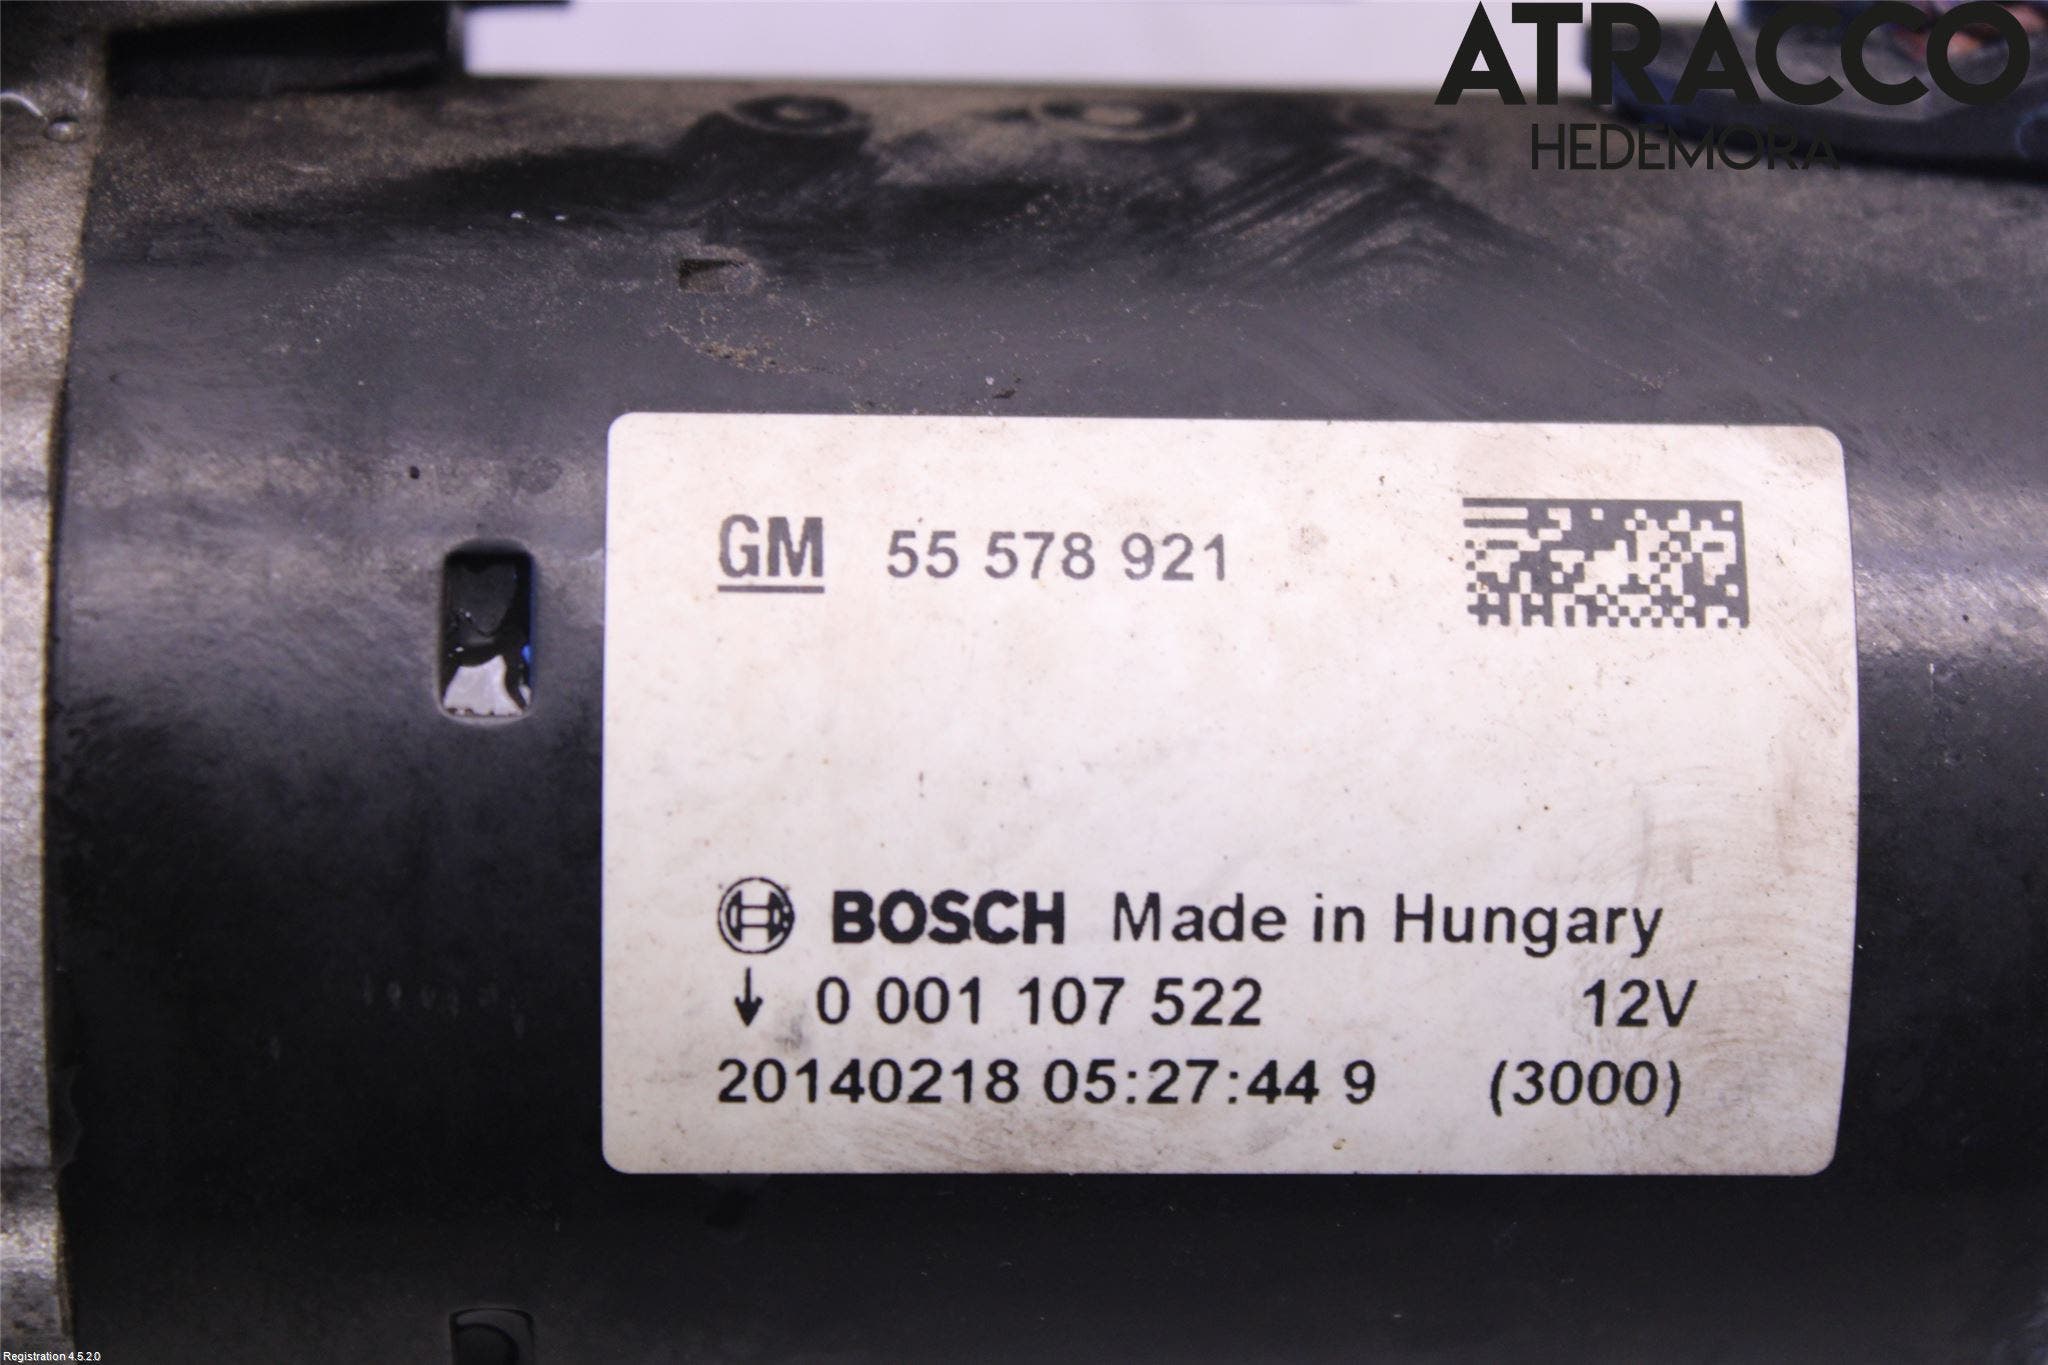 ATRACCO
HEDEMORA
GM 55 578 921
BOSCH Made in Hungary
↓ 0 001 107 522 12V
20140218 05:27:44 9 (3000)
Registration 4.5.2.0